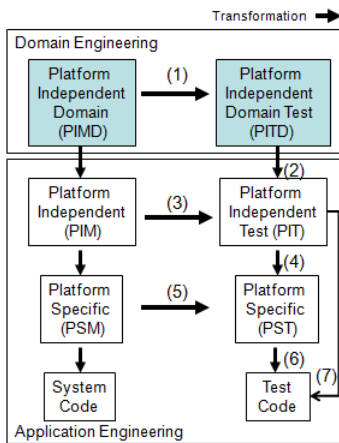 Transformation
Domain Engineering
Platform
Independent
Domain
(PIMD)
(1)
Platform
Independent
Domain Test
(PITD)
(2)
Platform
Independent
(PIM)
(3)
Platform
Independent
Test (PIT)
(4)
Platform
Specific
(PSM)
(5)
Platform
Specific
(PST)
(6)
(7)
System
Code
Test
Code
Application Engineering